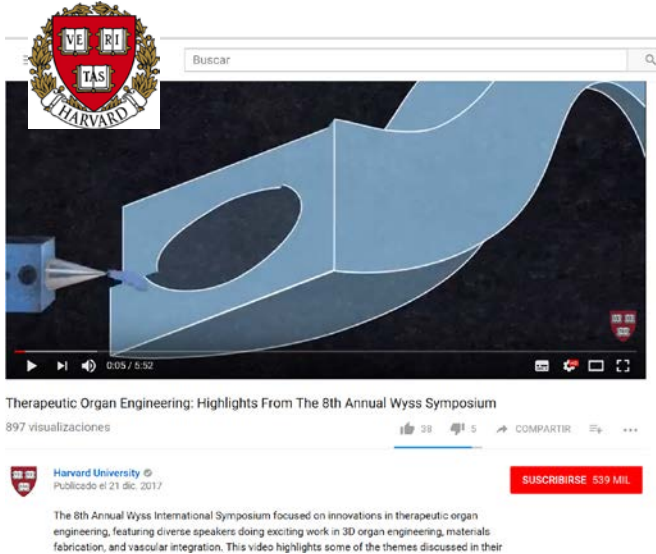 VE RI
TAS
HARVARD
Buscar
0:05 / 5:52
Therapeutic Organ Engineering: Highlights From The 8th Annual Wyss Symposium
897 visualizaciones
38 5 COMPARTIR
Harvard University
Publicado el 21 dic. 2017
SUSCRIBIRSE 539 MIL
The 8th Annual Wyss International Symposium focused on innovations in therapeutic organ
engineering, featuring diverse speakers doing exciting work in 3D organ engineering, materials
fabrication, and vascular integration. This video highlights some of the themes discussed in their